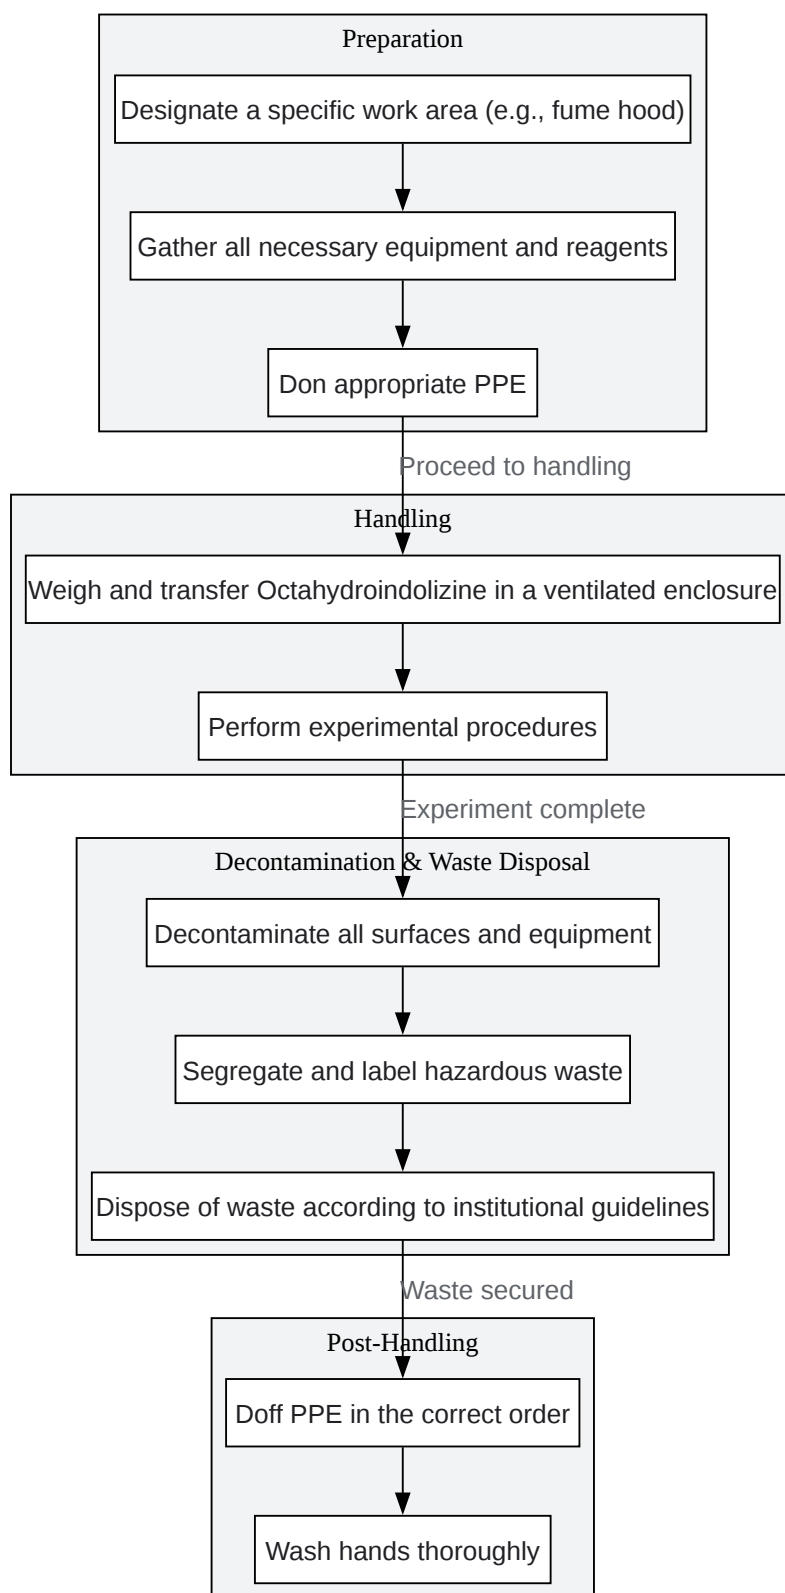 Preparation
Designate a specific work area (e.g., fume hood)
Gather all necessary equipment and reagents
Don appropriate PPE
Proceed to handling
Handling
Weigh and transfer Octahydroindolizine in a ventilated enclosure
Perform experimental procedures
Experiment complete
Decontamination & Waste Disposal
Decontaminate all surfaces and equipment
Segregate and label hazardous waste
Dispose of waste according to institutional guidelines
Waste secured
Post-Handling
Doff PPE in the correct order
Wash hands thoroughly